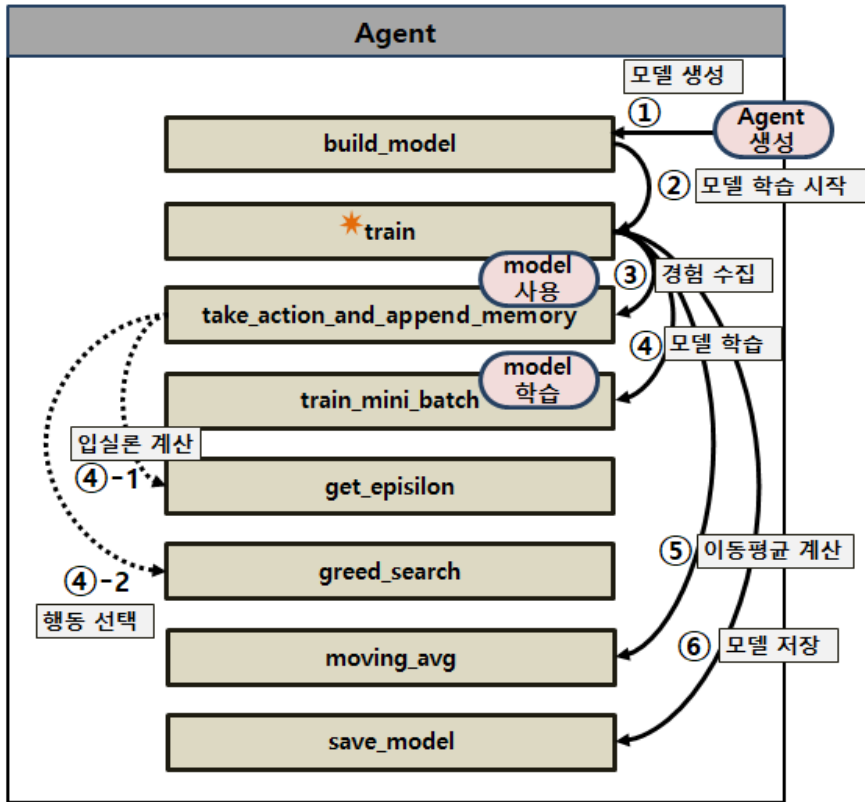 Agent
모델 생성
①
Agent
생성
build_model
②
모델 학습 시작
train
model
사용
③
경험 수집
take_action_and_append_memory
④
모델 학습
model
학습
train_mini_batch
입실론 계산
④-1
get_episilon
⑤
이동평균 계산
④-2
greed_search
행동 선택
⑥
모델 저장
moving_avg
save_model